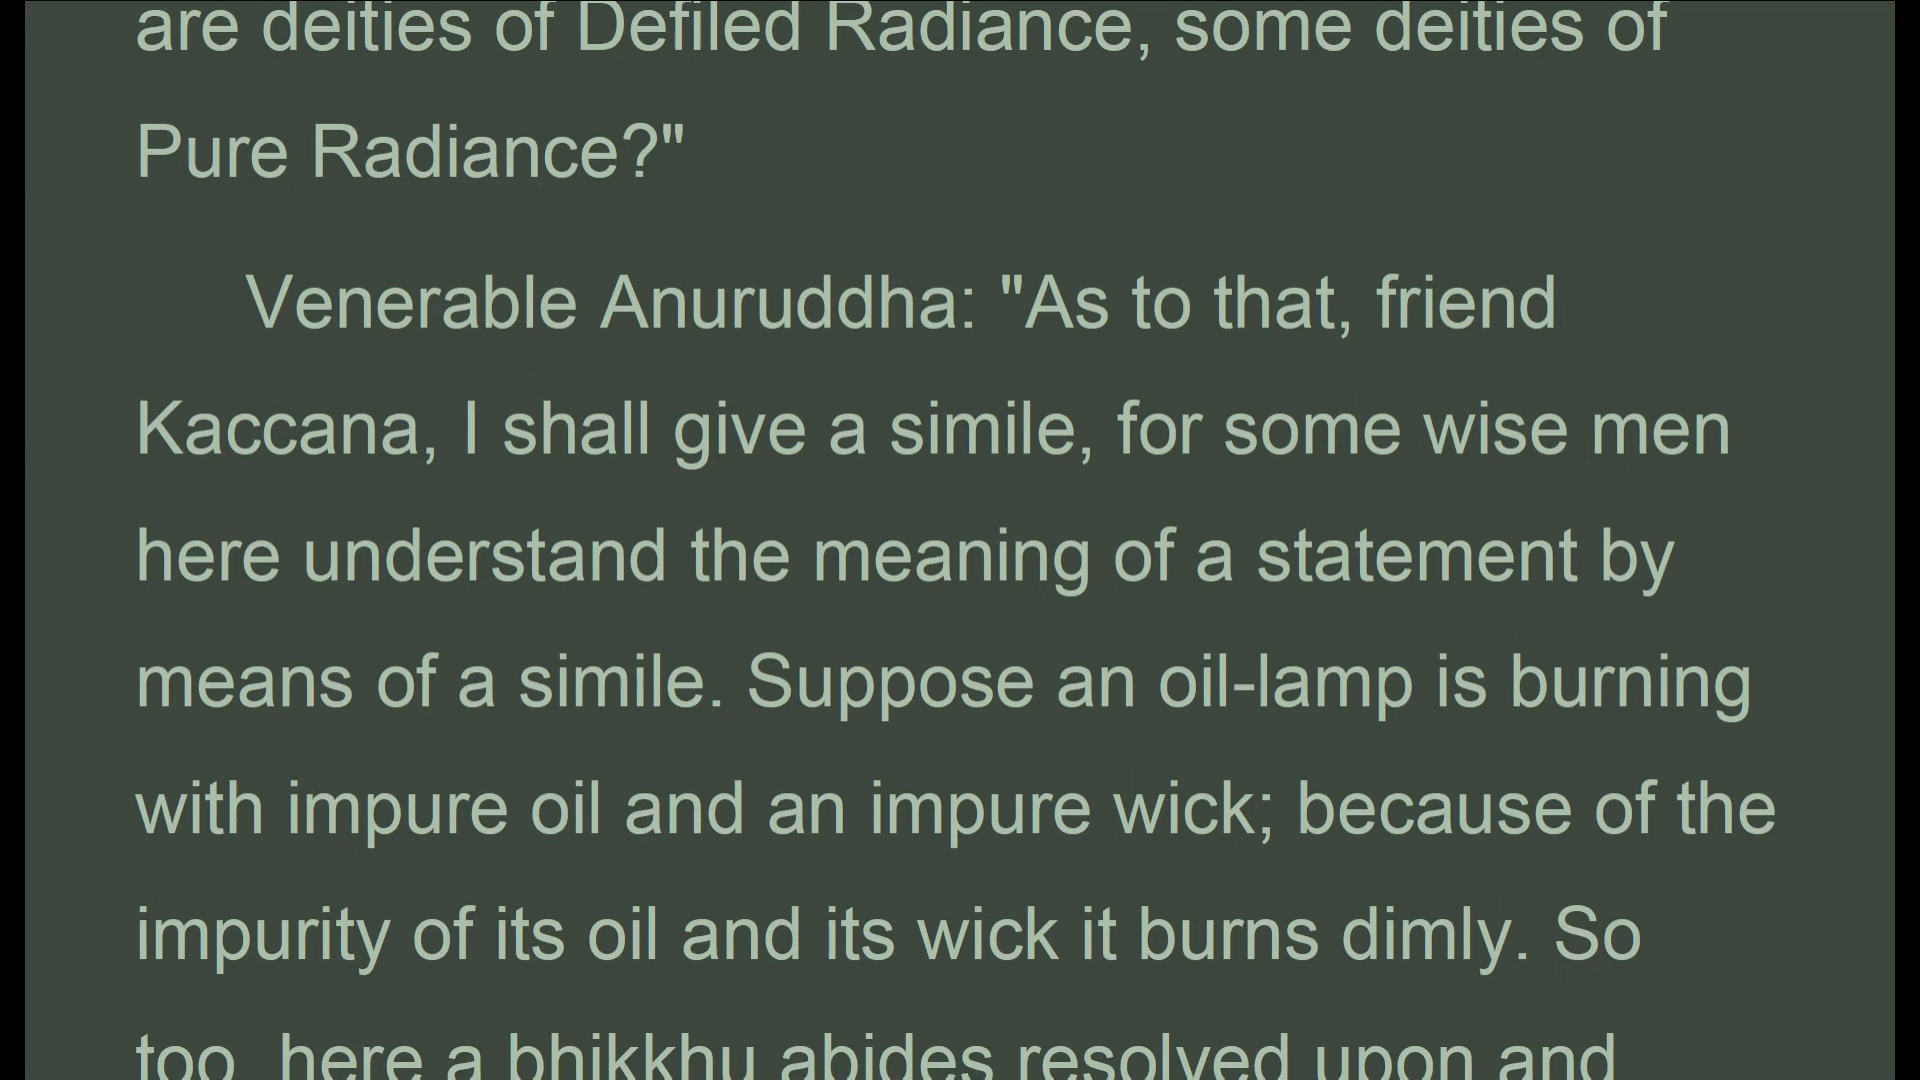 are deities of Defiled Radiance, some deities of
Pure Radiance?"
Venerable Anuruddha: "As to that, friend
Kaccana, I shall give a simile, for some wise men
here understand the meaning of a statement by
means of a simile. Suppose an oil-lamp is burning
with impure oil and an impure wick; because of the
impurity of its oil and its wick it burns dimly. So
too, here a bhikkhu abides resolved upon and